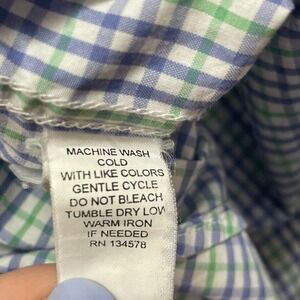 MACHINE WASH
COLD
WITH LIKE COLORS
GENTLE CYCLE
DO NOT BLEACH
TUMBLE DRY LOW
WARM IRON
IF NEEDED
RN 134578